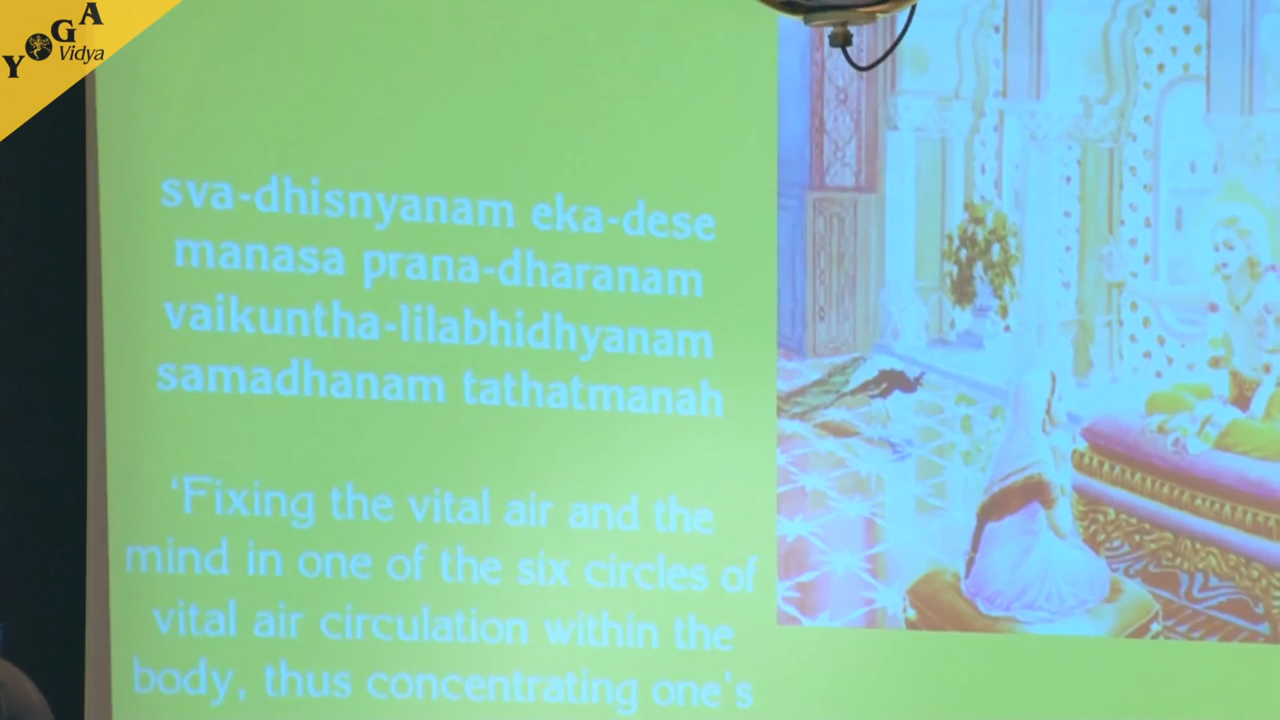 YOGA
Vidya
sva-dhisnyanam eka-dese
manasa prana-dharanam
vaikuntha-lilabhidhyanam
samadhanam tathatmanah
‘Fixing the vital air and the
mind in one of the six circles of
vital air circulation within the
body, thus concentrating one's